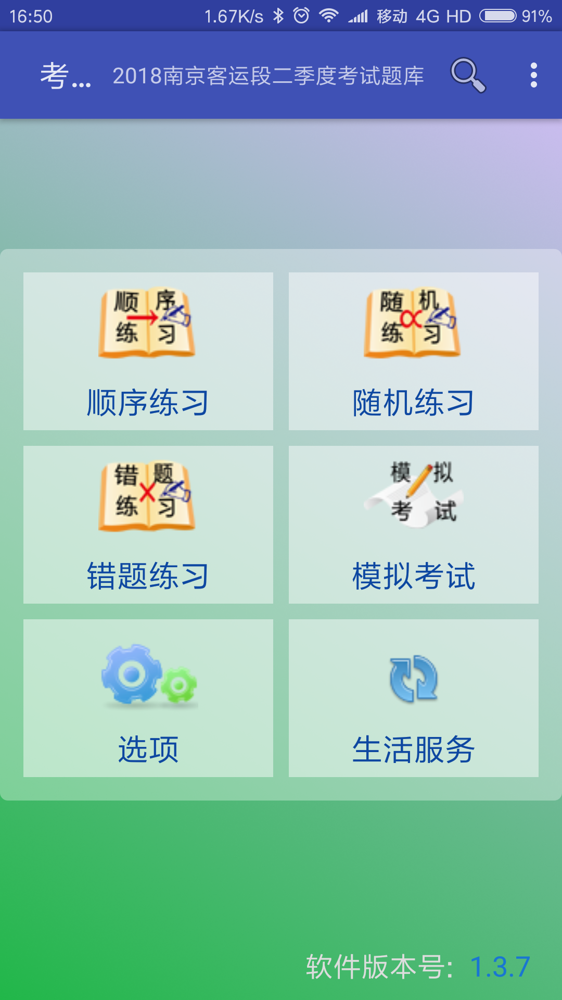 16:50 1.67K/s 移动 4G HD 91%
考... 2018南京客运段二季度考试题库
顺序 随机
练习 练习
顺序练习 随机练习
错题 模拟
练习 考试
错题练习 模拟考试
选项 生活服务
软件版本号: 1.3.7